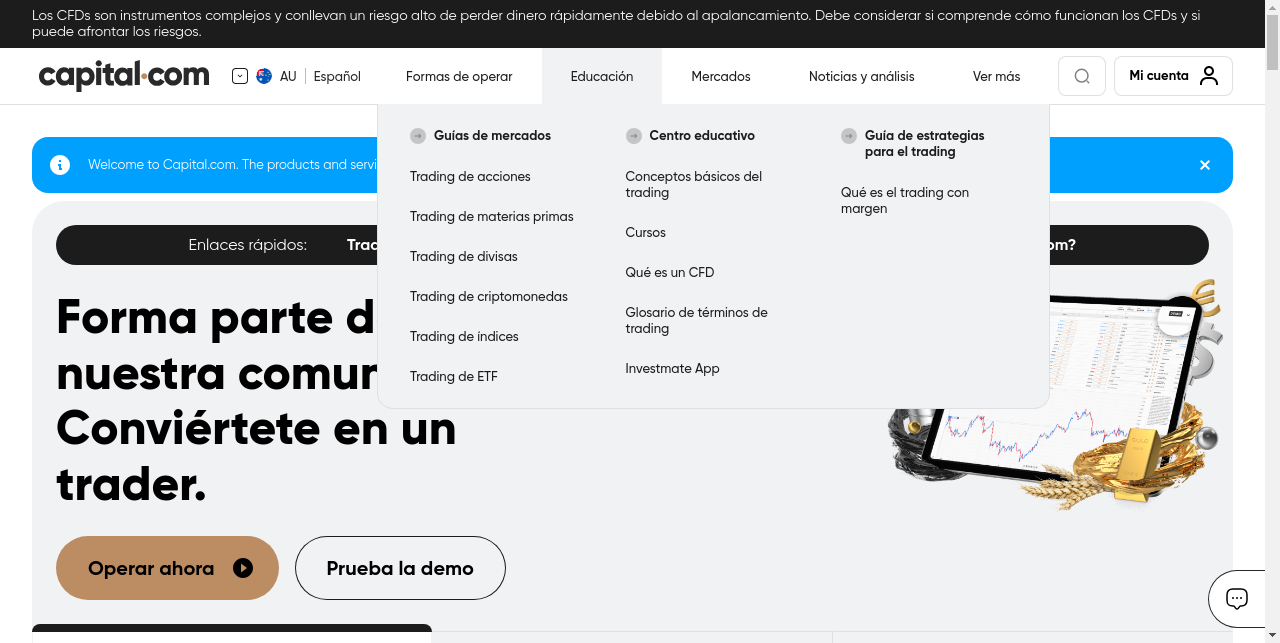 Los CFDs son instrumentos complejos y conllevan un riesgo alto de perder dinero rápidamente debido al apalancamiento. Debe considerar si comprende cómo funcionan los CFDs y si
puede afrontar los riesgos.
capital.com
AU
Español
Formas de operar
Educación
Mercados
Noticias y análisis
Ver más
Mi cuenta
Guías de mercados
Trading de acciones
Trading de materias primas
Trading de divisas
Trading de criptomonedas
Trading de índices
Trading de ETF
Centro educativo
Conceptos básicos del
trading
Cursos
Qué es un CFD
Glosario de términos de
trading
Investmate App
Guía de estrategias
para el trading
Qué es el trading con
margen
Welcome to Capital.com. The products and
Enlaces rápidos:
Forma parte
nuestra
Conviértete en un
trader.
Operar ahora
Prueba la demo